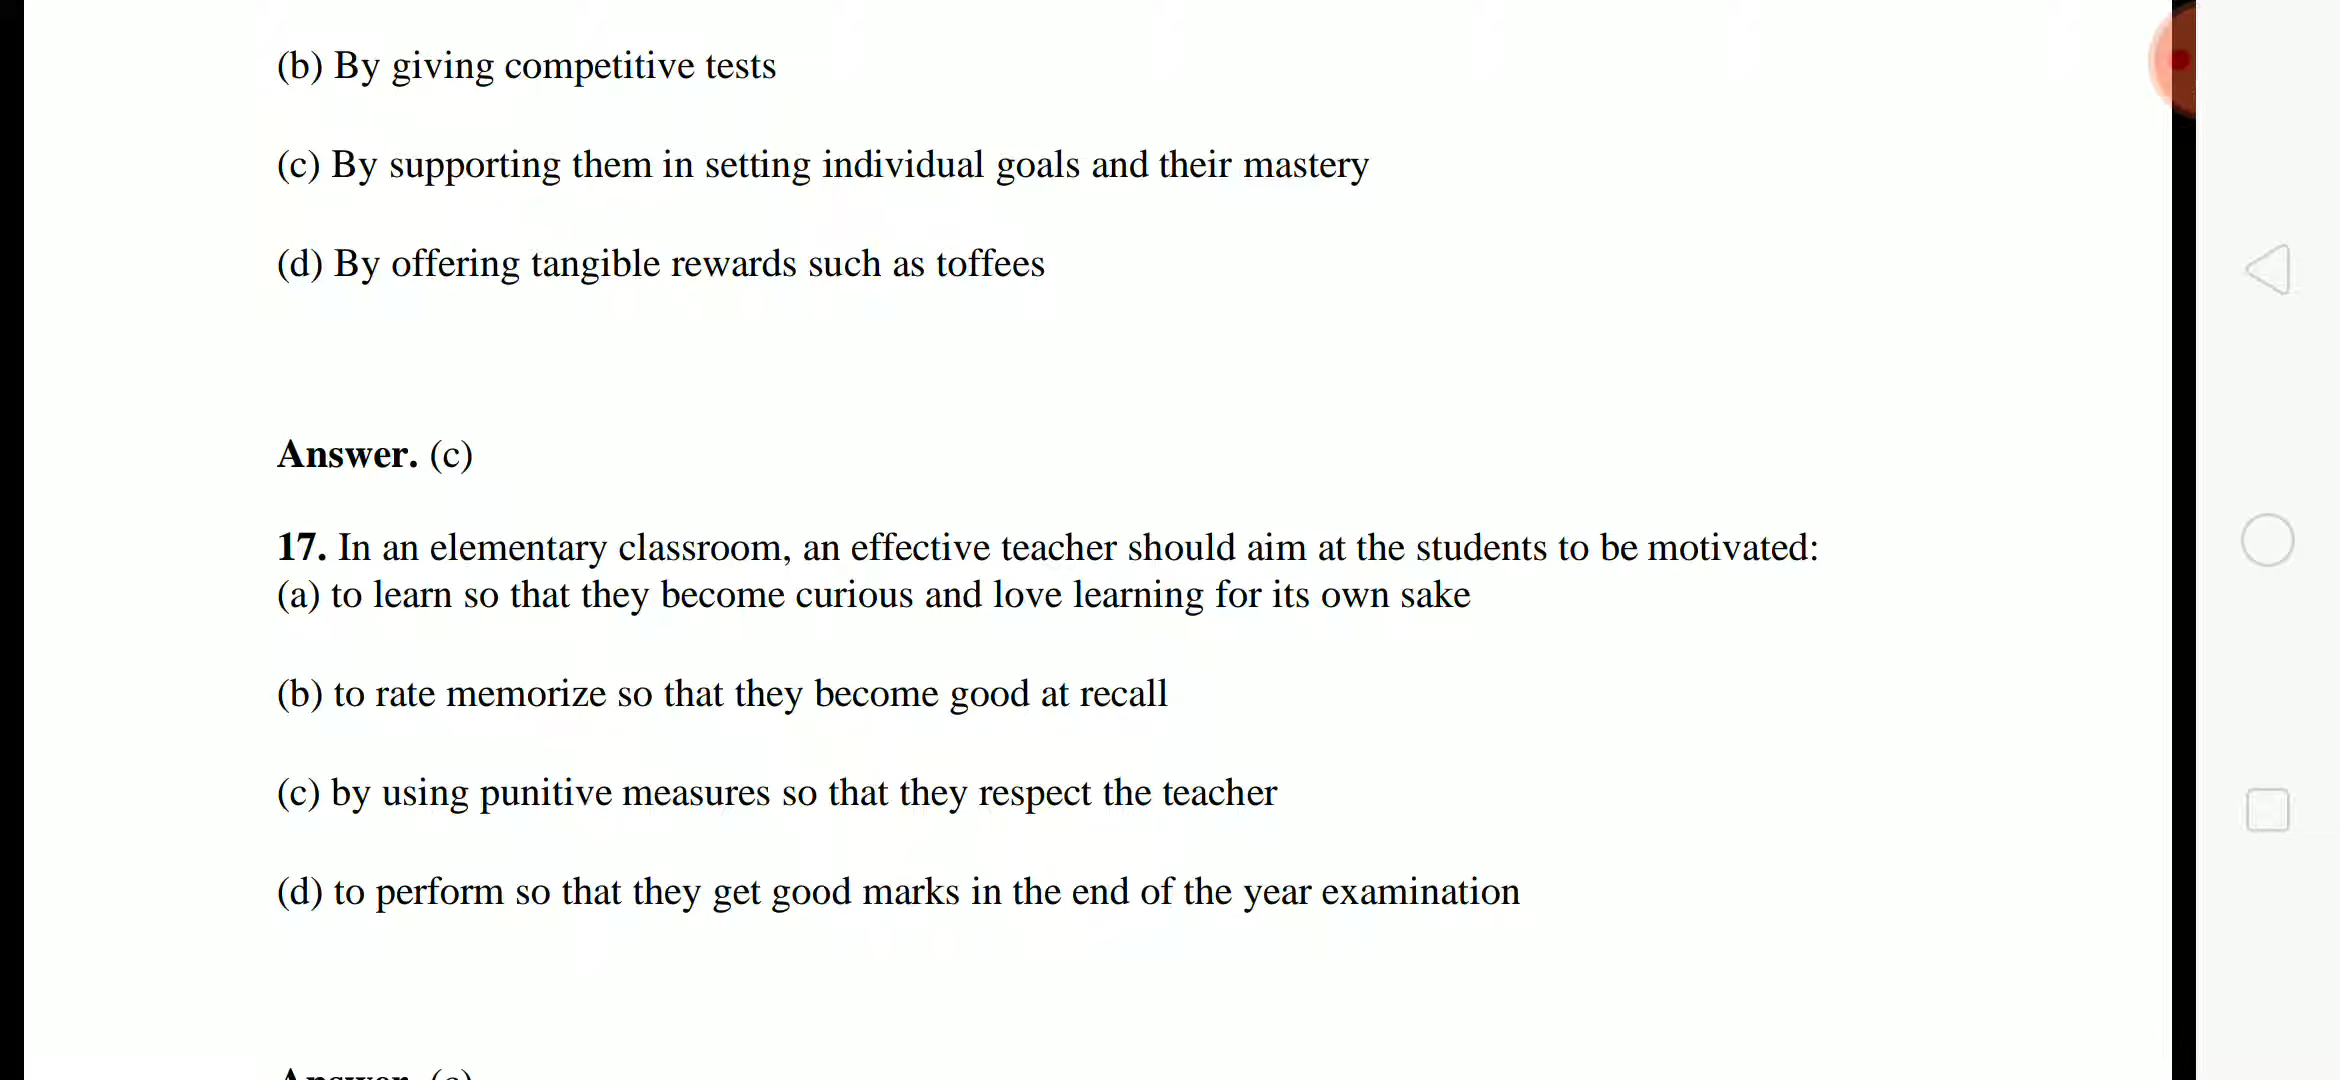 (b) By giving competitive tests
(c) By supporting them in setting individual goals and their mastery
(d) By offering tangible rewards such as toffees
Answer. (c)
17. In an elementary classroom, an effective teacher should aim at the students to be motivated:
(a) to learn so that they become curious and love learning for its own sake
(b) to rate memorize so that they become good at recall
(c) by using punitive measures so that they respect the teacher
(d) to perform so that they get good marks in the end of the year examination
Answer.